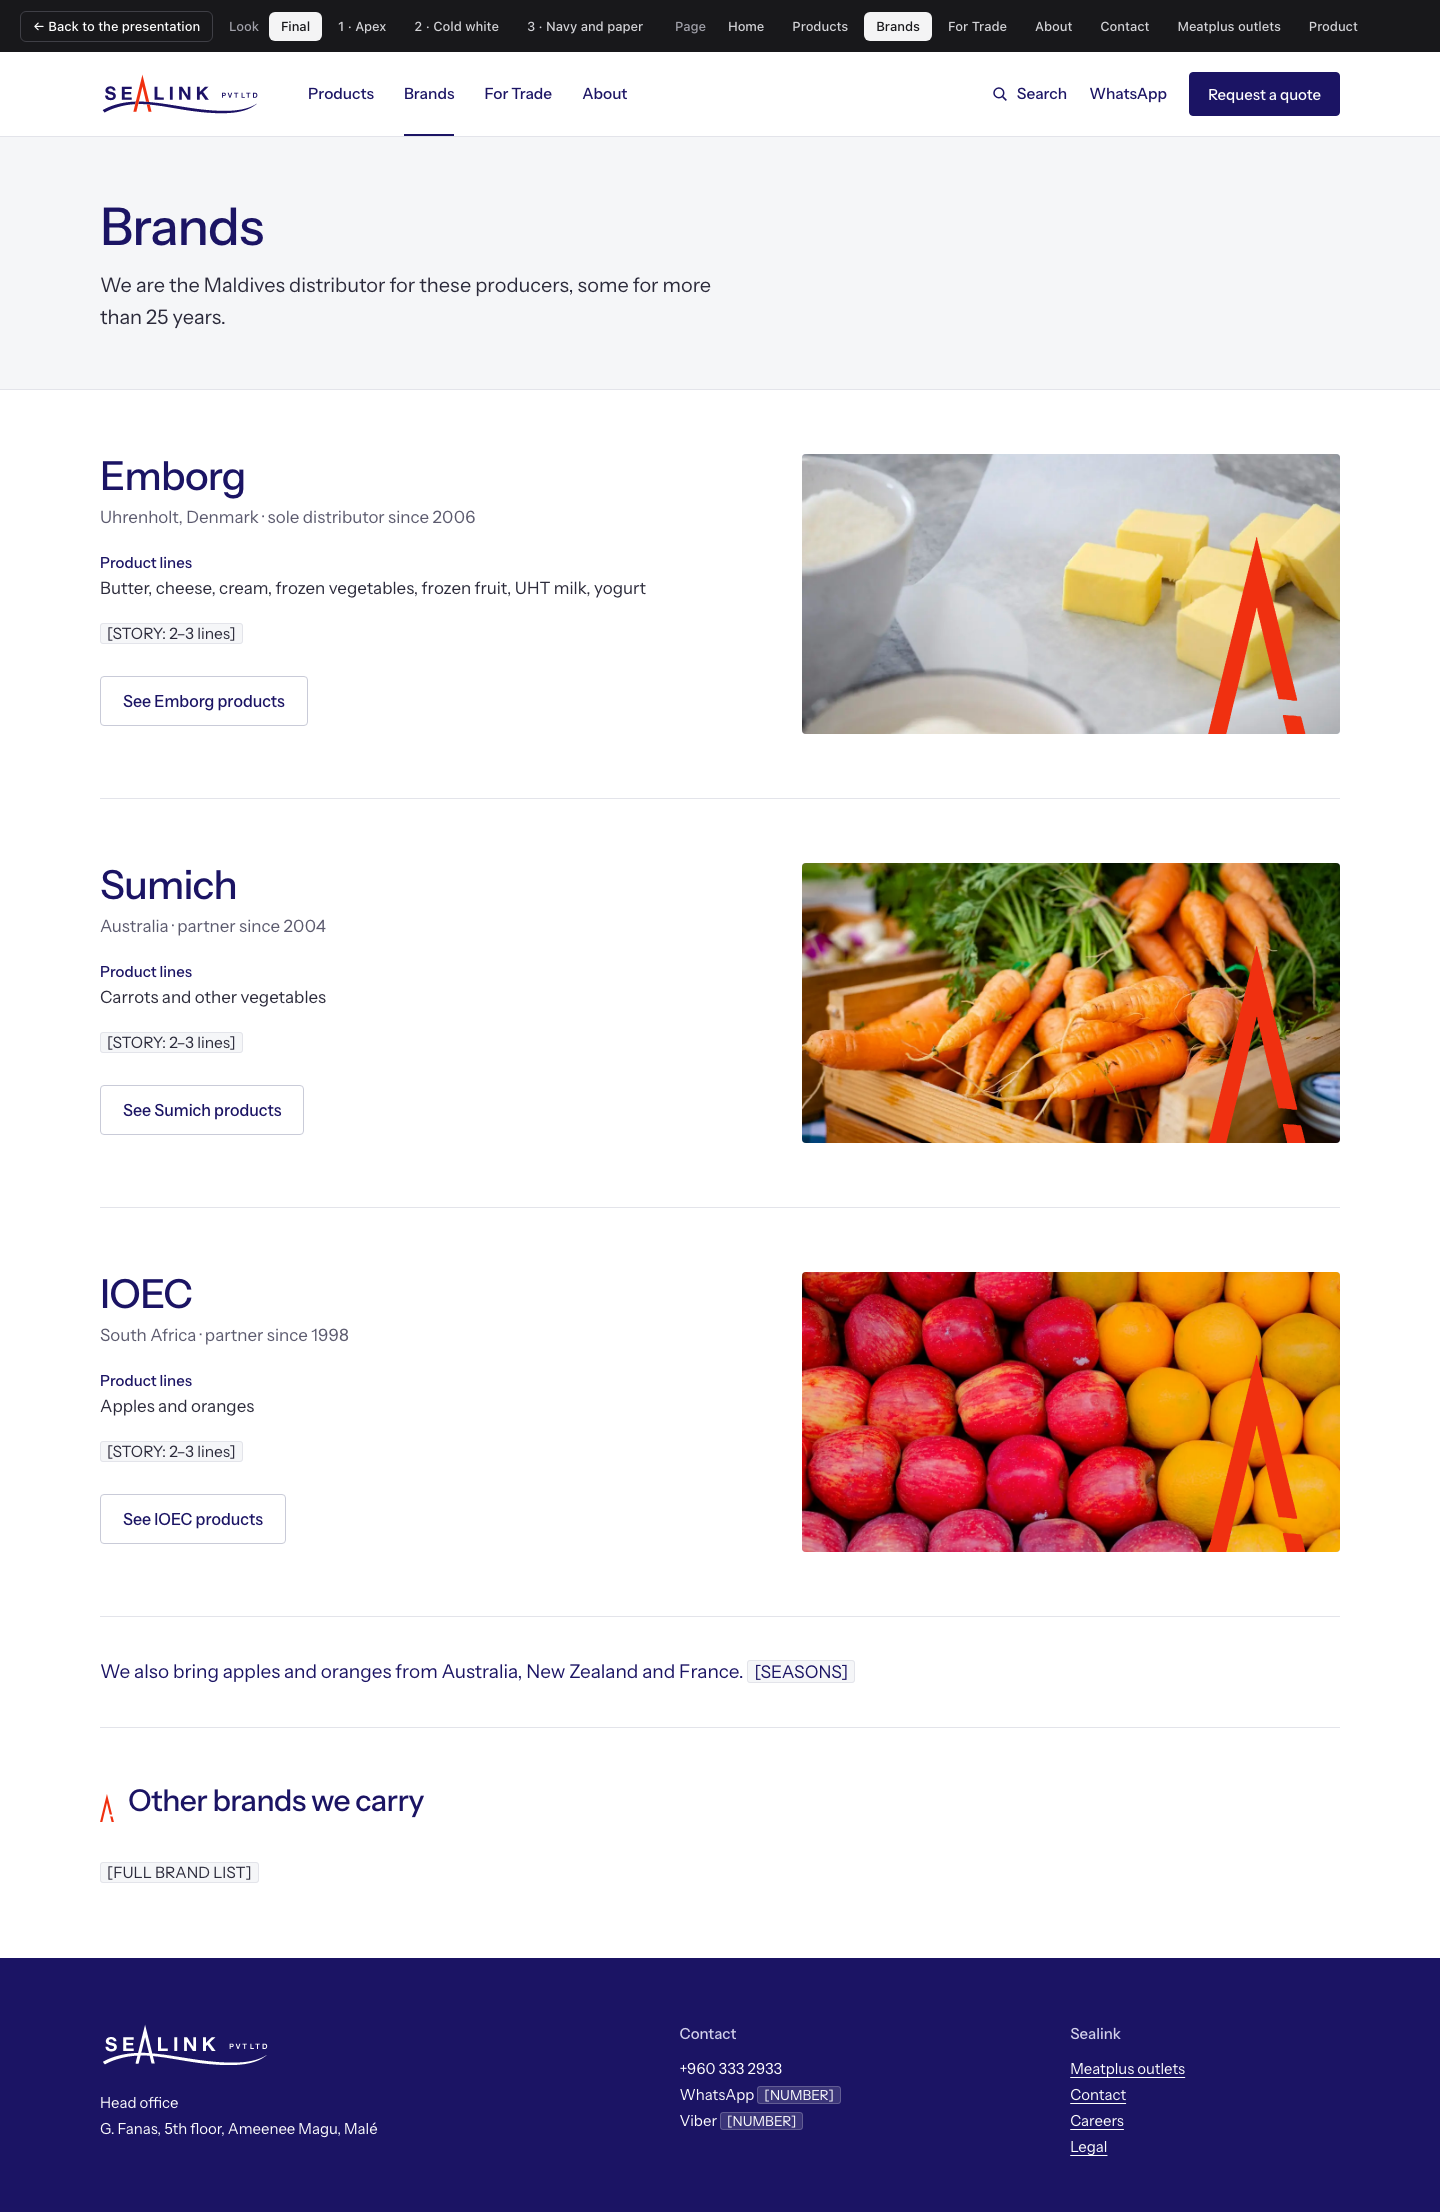 ← Back to the presentation Look Final 1 · Apex 2 · Cold white 3 · Navy and paper Page Home Products Brands For Trade About Contact Meatplus outlets Product
SEALINK PVT LTD Products Brands For Trade About Search WhatsApp Request a quote
Brands
We are the Maldives distributor for these producers, some for more
than 25 years.
Emborg
Uhrenholt, Denmark · sole distributor since 2006
Product lines
Butter, cheese, cream, frozen vegetables, frozen fruit, UHT milk, yogurt
[STORY: 2–3 lines]
See Emborg products
Sumich
Australia · partner since 2004
Product lines
Carrots and other vegetables
[STORY: 2–3 lines]
See Sumich products
IOEC
South Africa · partner since 1998
Product lines
Apples and oranges
[STORY: 2–3 lines]
See IOEC products
We also bring apples and oranges from Australia, New Zealand and France. [SEASONS]
Other brands we carry
[FULL BRAND LIST]
SEALINK PVT LTD
Head office
G. Fanas, 5th floor, Ameenee Magu, Malé
Contact
+960 333 2933
WhatsApp [NUMBER]
Viber [NUMBER]
Sealink
Meatplus outlets
Contact
Careers
Legal